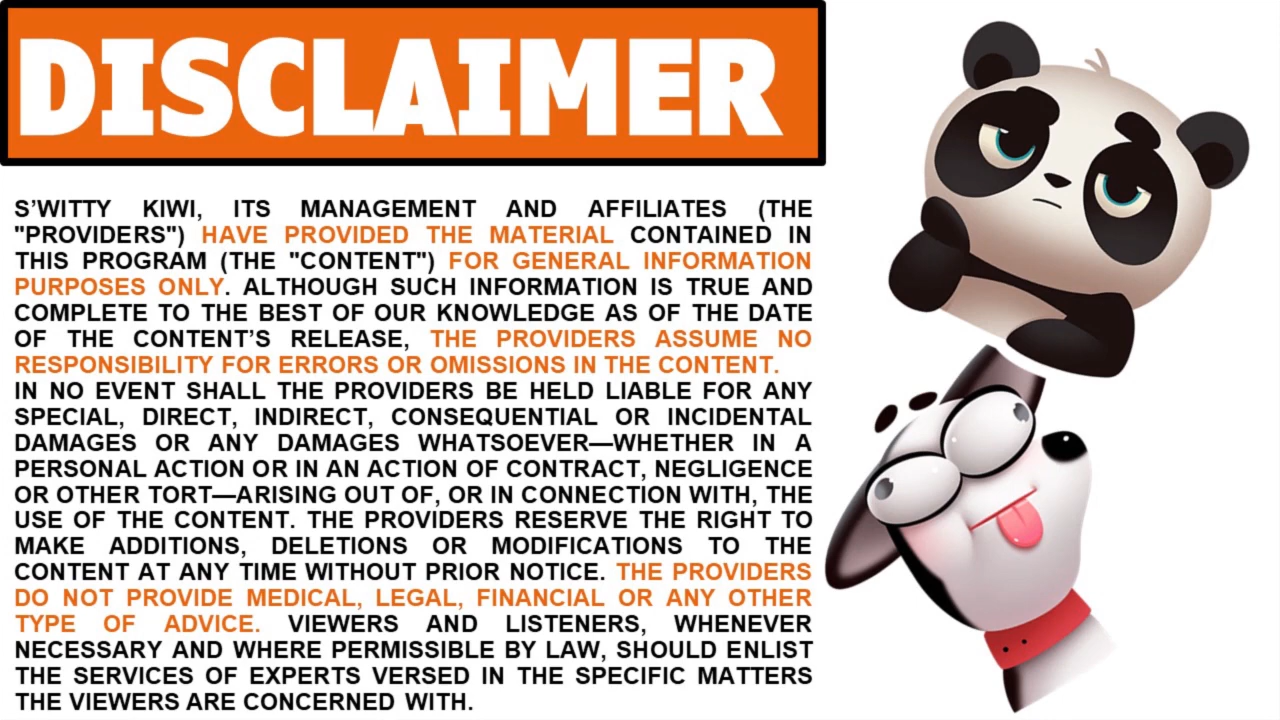 DISCLAIMER
S’WITTY KIWI, ITS MANAGEMENT AND AFFILIATES (THE
"PROVIDERS") HAVE PROVIDED THE MATERIAL CONTAINED IN
THIS PROGRAM (THE "CONTENT") FOR GENERAL INFORMATION
PURPOSES ONLY. ALTHOUGH SUCH INFORMATION IS TRUE AND
COMPLETE TO THE BEST OF OUR KNOWLEDGE AS OF THE DATE
OF THE CONTENT’S RELEASE, THE PROVIDERS ASSUME NO
RESPONSIBILITY FOR ERRORS OR OMISSIONS IN THE CONTENT.
IN NO EVENT SHALL THE PROVIDERS BE HELD LIABLE FOR ANY
SPECIAL, DIRECT, INDIRECT, CONSEQUENTIAL OR INCIDENTAL
DAMAGES OR ANY DAMAGES WHATSOEVER—WHETHER IN A
PERSONAL ACTION OR IN AN ACTION OF CONTRACT, NEGLIGENCE
OR OTHER TORT—ARISING OUT OF, OR IN CONNECTION WITH, THE
USE OF THE CONTENT. THE PROVIDERS RESERVE THE RIGHT TO
MAKE ADDITIONS, DELETIONS OR MODIFICATIONS TO THE
CONTENT AT ANY TIME WITHOUT PRIOR NOTICE. THE PROVIDERS
DO NOT PROVIDE MEDICAL, LEGAL, FINANCIAL OR ANY OTHER
TYPE OF ADVICE. VIEWERS AND LISTENERS, WHENEVER
NECESSARY AND WHERE PERMISSIBLE BY LAW, SHOULD ENLIST
THE SERVICES OF EXPERTS VERSED IN THE SPECIFIC MATTERS
THE VIEWERS ARE CONCERNED WITH.